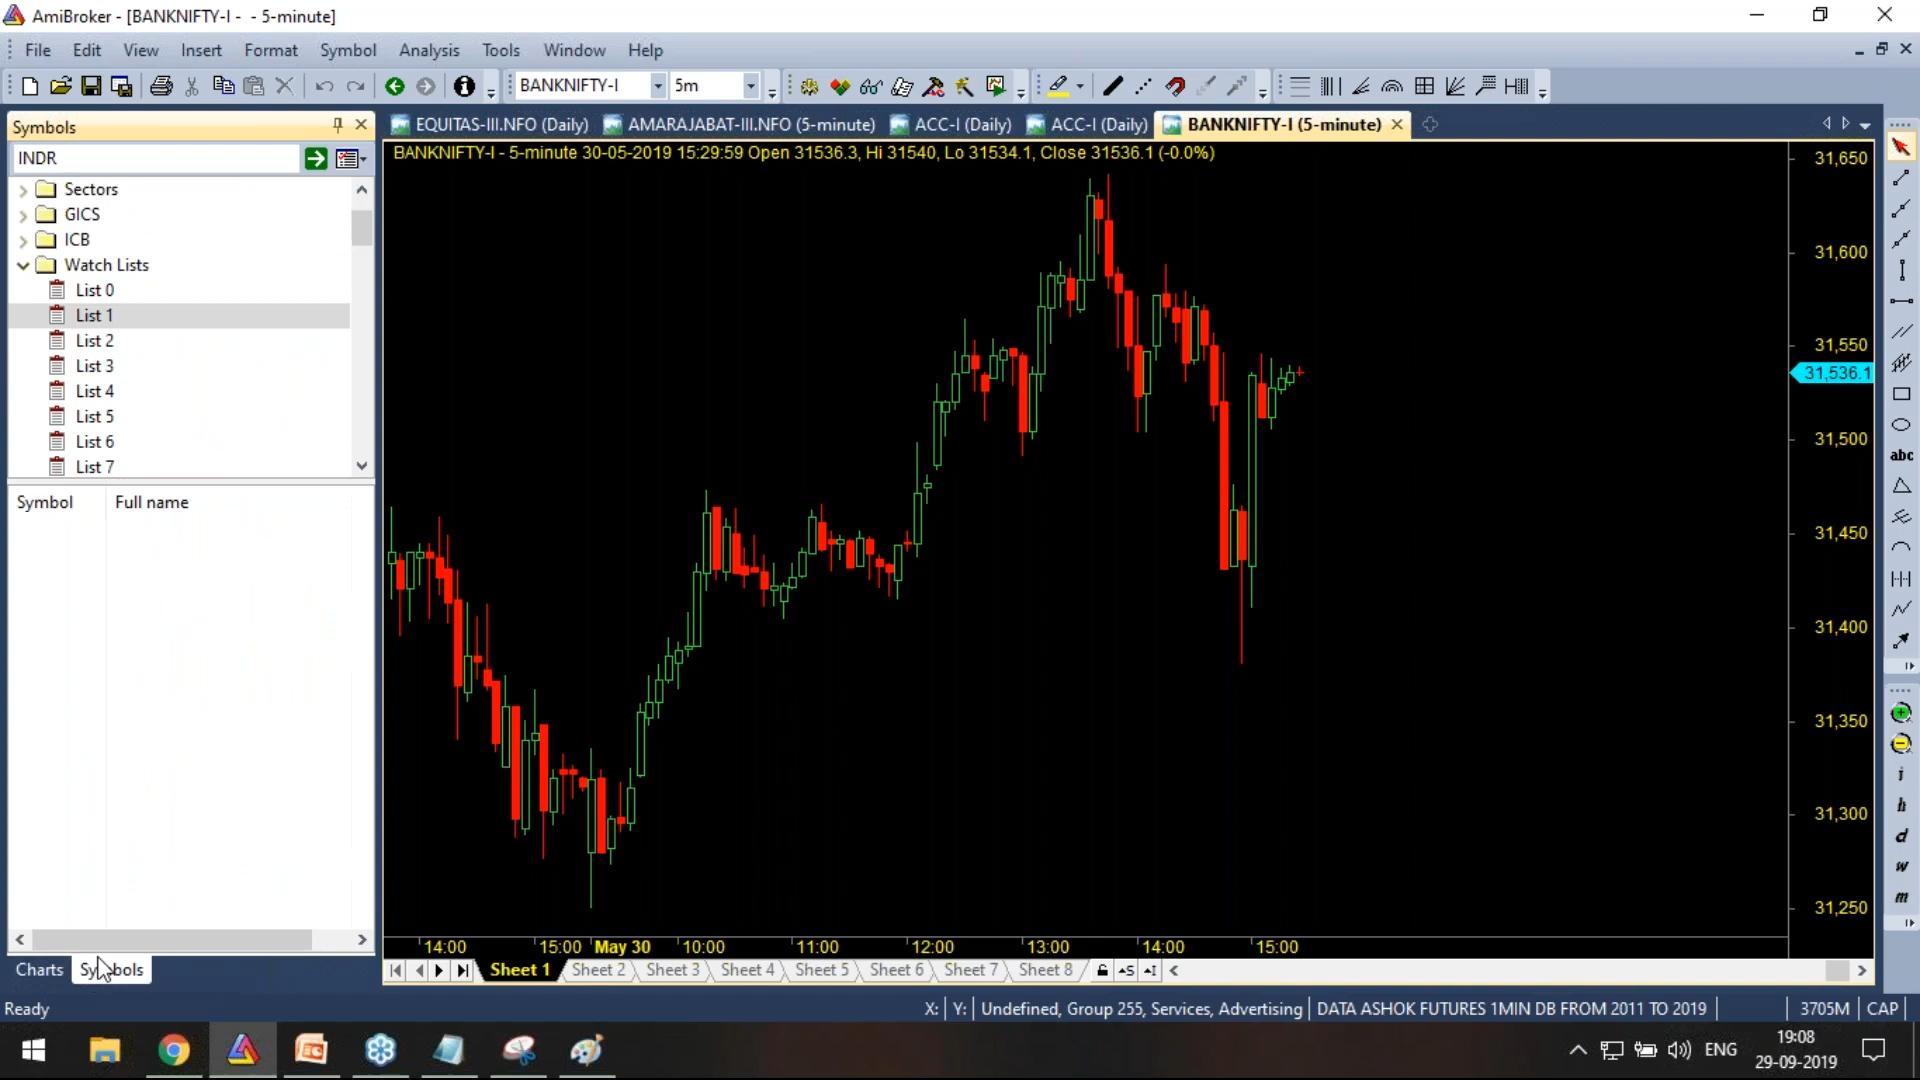 AmiBroker - [BANKNIFTY-I - - 5-minute]
File Edit View Insert Format Symbol Analysis Tools Window Help
BANKNIFTY-I 5m
Symbols
EQUITAS-III.NFO (Daily) AMARAJABAT-III.NFO (5-minute) ACC-I (Daily) ACC-I (Daily) BANKNIFTY-I (5-minute)
INDR
BANKNIFTY-I - 5-minute 30-05-2019 15:29:59 Open 31536.3, Hi 31540, Lo 31534.1, Close 31536.1 (-0.0%)
Sectors
GICS
ICB
Watch Lists
List 0
List 1
List 2
List 3
List 4
List 5
List 6
List 7
Symbol Full name
31,650
31,600
31,550
31,536.1
31,500
31,450
31,400
31,350
31,300
31,250
abc
i
h
d
w
m
14:00 15:00 May 30 10:00 11:00 12:00 13:00 14:00 15:00
Charts Symbols
Sheet 1 Sheet 2 Sheet 3 Sheet 4 Sheet 5 Sheet 6 Sheet 7 Sheet 8 S I
Ready X: Y: Undefined, Group 255, Services, Advertising DATA ASHOK FUTURES 1MIN DB FROM 2011 TO 2019 3705M CAP
ENG
19:08
29-09-2019